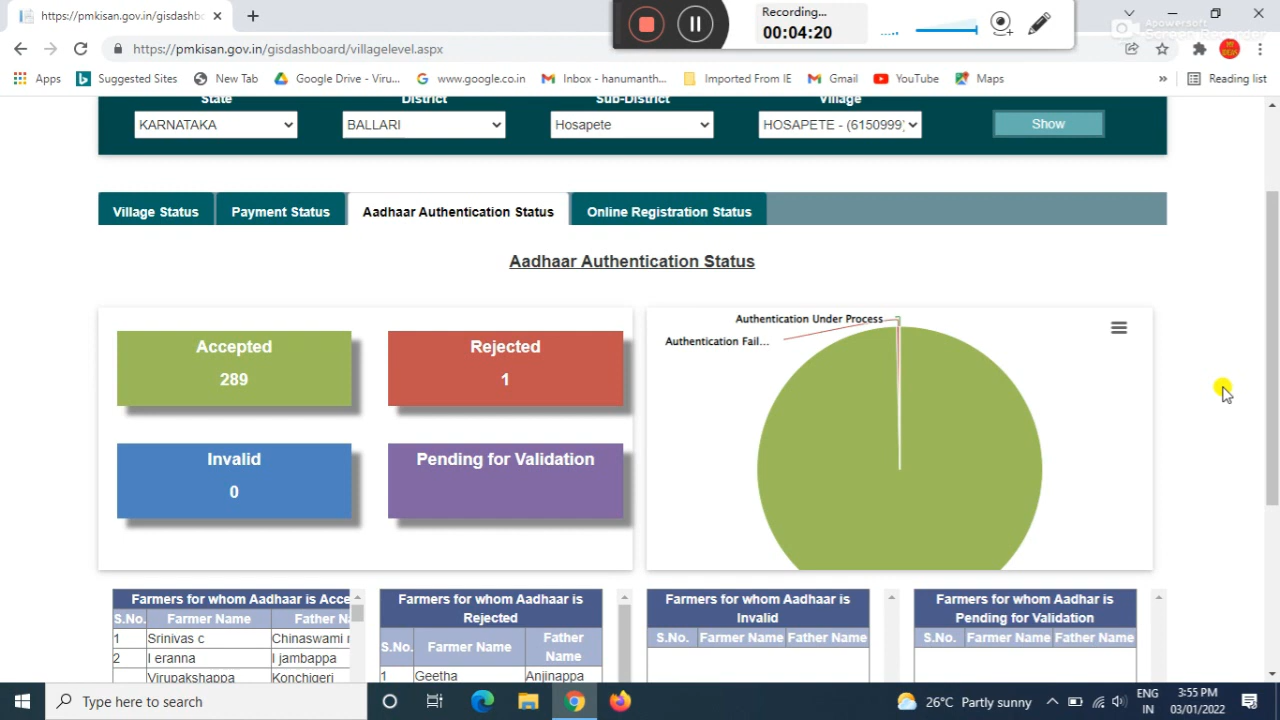 https://pmkisan.gov.in/gisdashbo
Recording...
00:04:20
Apowersoft
Screen Recorder
https://pmkisan.gov.in/gisdashboard/villagelevel.aspx
Apps
Suggested Sites
New Tab
Google Drive - Viru...
www.google.co.in
Inbox - hanumanth...
Imported From IE
Gmail
YouTube
Maps
»
Reading list
State
District
Sub-District
Village
KARNATAKA
BALLARI
Hosapete
HOSAPETE - (6150999)
Show
Village Status
Payment Status
Aadhaar Authentication Status
Online Registration Status
Aadhaar Authentication Status
Accepted
289
Rejected
1
Invalid
0
Pending for Validation
Authentication Under Process
Authentication Fail...
Farmers for whom Aadhaar is Acce
S.No. Farmer Name Father Na
1 Srinivas c Chinaswami
2 I eranna I jambappa
Virupakshappa Konchigeri
Farmers for whom Aadhaar is
Rejected
S.No. Farmer Name Father
Name
1 Geetha Anjinappa
Farmers for whom Aadhar is
Invalid
S.No. Farmer Name Father Name
Farmers for whom Aadhar is
Pending for Validation
S.No. Farmer Name Father Name
Type here to search
26°C Partly sunny
ENG
IN
3:55 PM
03/01/2022